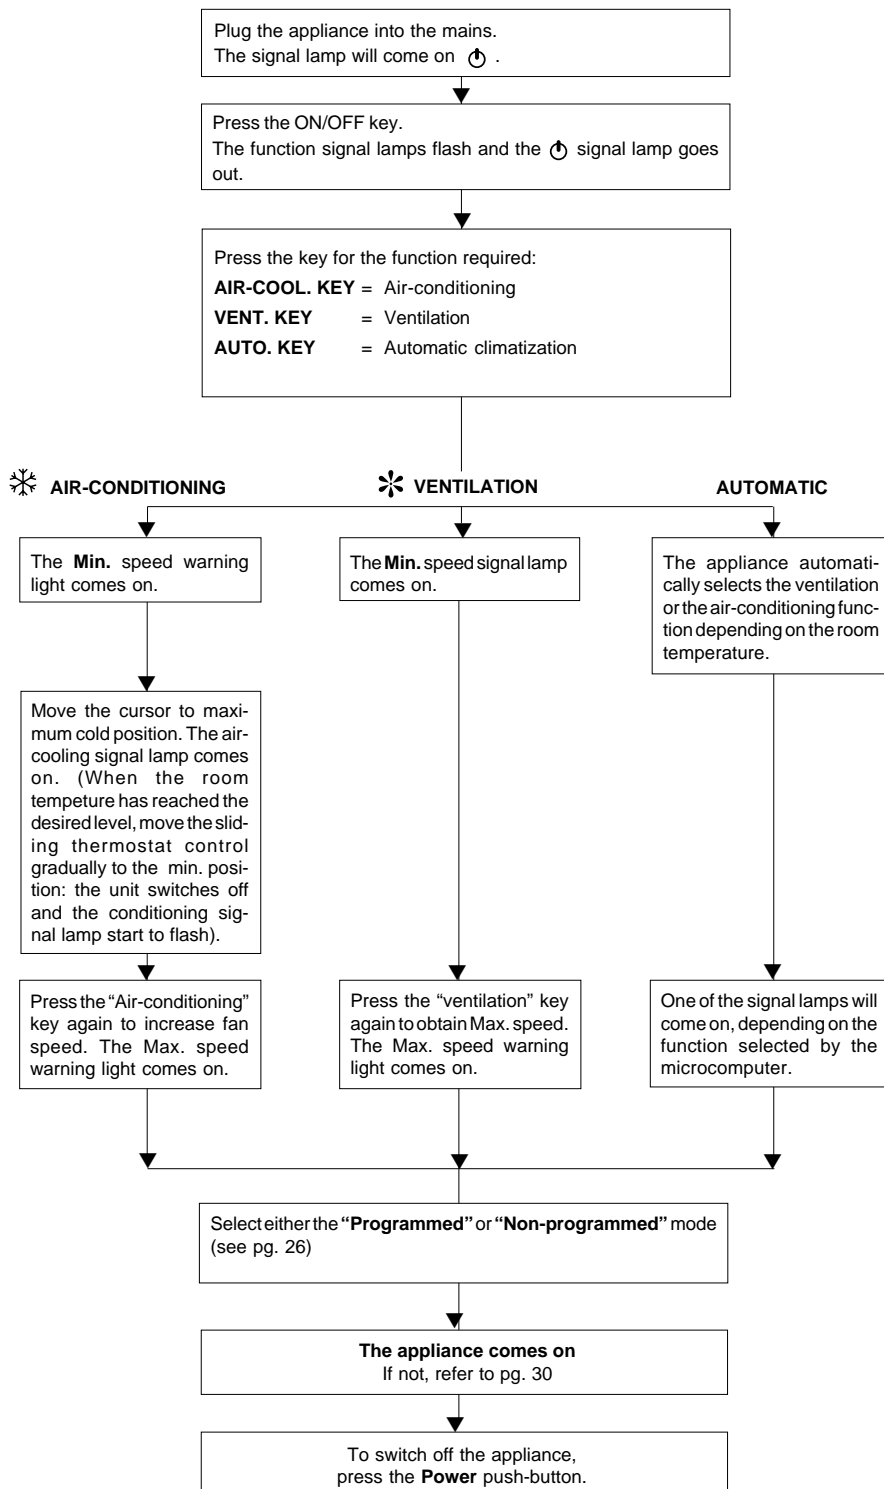 Plug the appliance into the mains.
The signal lamp will come on .
Press the ON/OFF key.
The function signal lamps flash and the signal lamp goes
out.
Press the key for the function required:
AIR-COOL. KEY = Air-conditioning
VENT. KEY = Ventilation
AUTO. KEY = Automatic climatization
AIR-CONDITIONING
VENTILATION
AUTOMATIC
The Min. speed warning
light comes on.
The Min. speed signal lamp
comes on.
The appliance automati-
cally selects the ventilation
or the air-conditioning func-
tion depending on the room
temperature.
Move the cursor to maxi-
mum cold position. The air-
cooling signal lamp comes
on. (When the room
tempeture has reached the
desired level, move the slid-
ing thermostat control
gradually to the min. posi-
tion: the unit switches off
and the conditioning sig-
nal lamp start to flash).
Press the “Air-conditioning”
key again to increase fan
speed. The Max. speed
warning light comes on.
Press the “ventilation” key
again to obtain Max. speed.
The Max. speed warning
light comes on.
One of the signal lamps will
come on, depending on the
function selected by the
microcomputer.
Select either the “Programmed” or “Non-programmed” mode
(see pg. 26)
The appliance comes on
If not, refer to pg. 30
To switch off the appliance,
press the Power push-button.